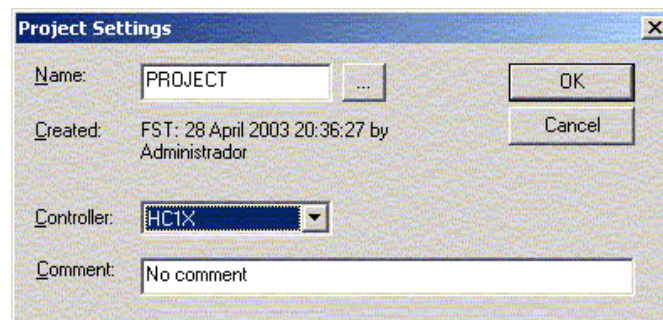 Project Settings
Name:
PROJECT
...
OK
Created:
FST: 28 April 2003 20:36:27 by
Administrador
Cancel
Controller:
HC1X
Comment:
No comment